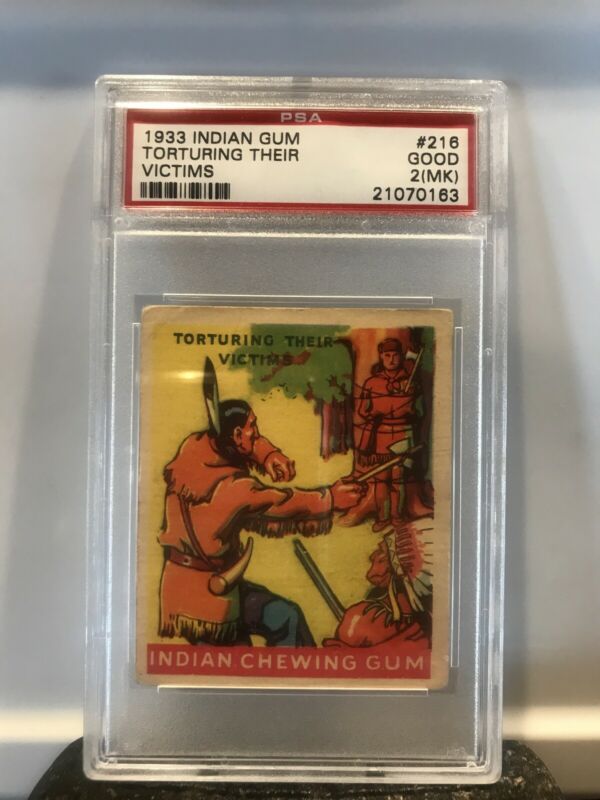 PSA
1933 INDIAN GUM #216
TORTURING THEIR GOOD
VICTIMS 2(MK)
21070163
TORTURING THEIR
VICTIMS
INDIAN CHEWING GUM